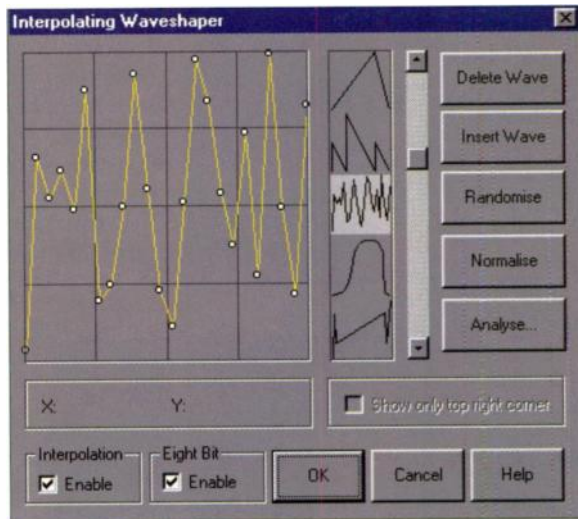 Interpolating Waveshaper
Delete Wave
Insert Wave
Randomise
Normalise
Analyse...
X: Y:
Show only top right corner
Interpolation
Enable
Eight Bit
Enable
OK
Cancel
Help